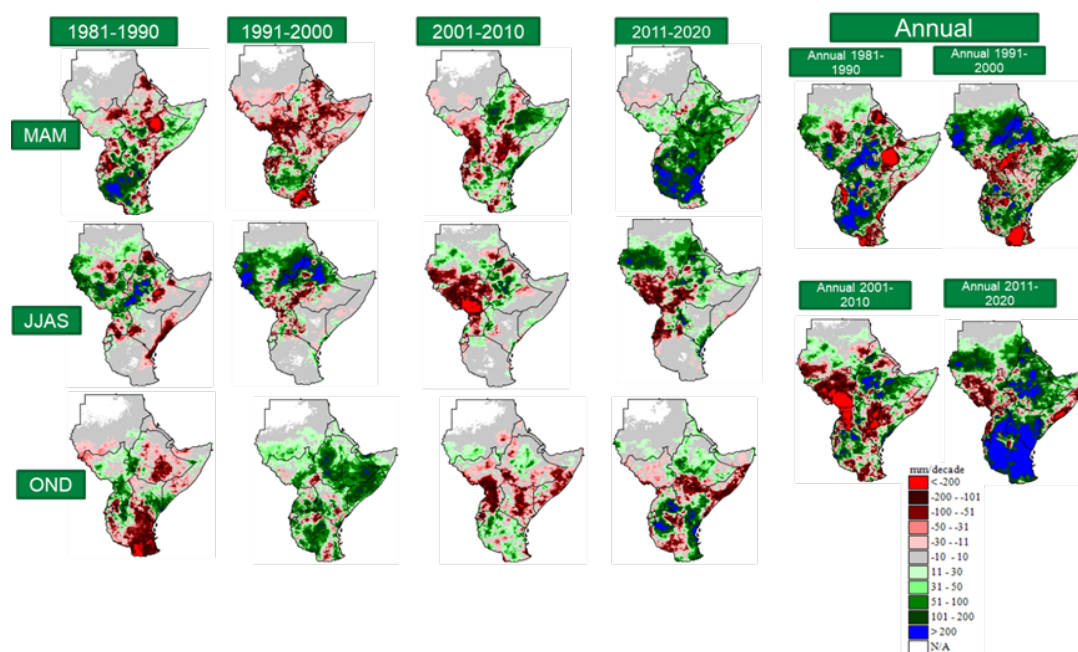 1981-1990
1991-2000
2001-2010
2011-2020
Annual
Annual 1981-
1990
Annual 1991-
2000
MAM
JJAS
Annual 2001-
2010
Annual 2011-
2020
OND
mm/decade
<-200
-200 - -101
-100 - -51
-50 - -31
-30 - -11
-10 - 10
11 - 30
31 - 50
51 - 100
101 - 200
> 200
N/A